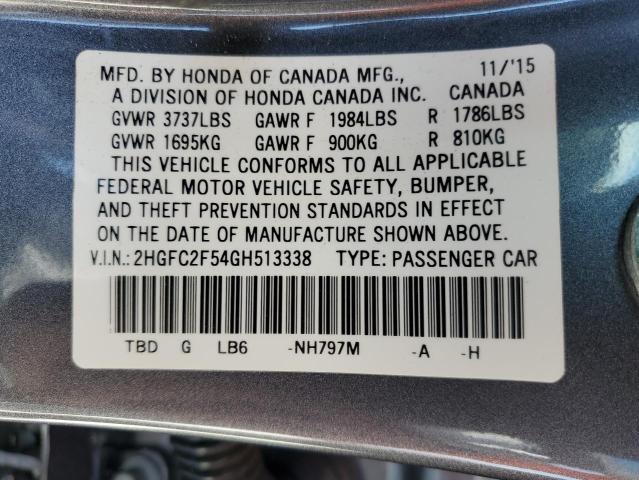 MFD. BY HONDA OF CANADA MFG., 11/'15
A DIVISION OF HONDA CANADA INC. CANADA
GVWR 3737LBS GAWR F 1984LBS R 1786LBS
GVWR 1695KG GAWR F 900KG R 810KG
THIS VEHICLE CONFORMS TO ALL APPLICABLE
FEDERAL MOTOR VEHICLE SAFETY, BUMPER,
AND THEFT PREVENTION STANDARDS IN EFFECT
ON THE DATE OF MANUFACTURE SHOWN ABOVE.
V.I.N.: 2HGFC2F54GH513338 TYPE: PASSENGER CAR
TBD G LB6 -NH797M -A -H